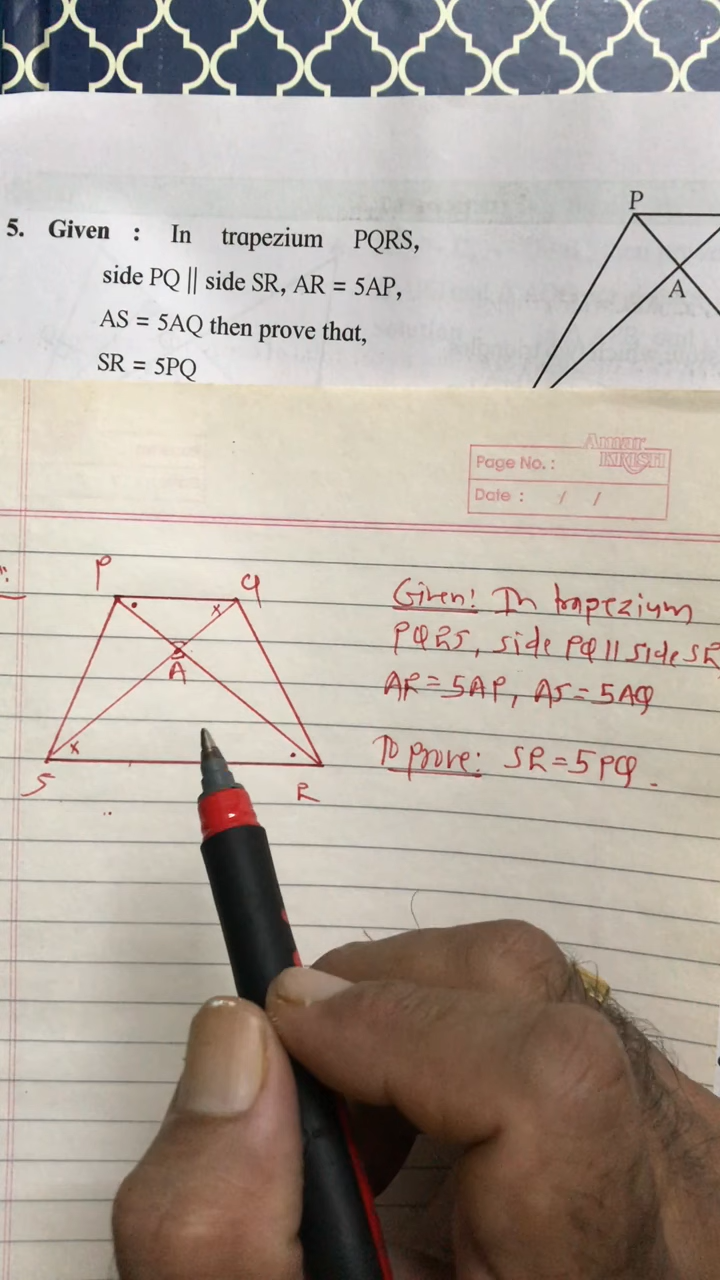 P
5. Given : In trapezium PQRS,
side PQ || side SR, AR = 5AP,
A
AS = 5AQ then prove that,
SR = 5PQ
Amar
Page No. :
Date : / /
P Q
Given: In trapezium
PQRS, side PQ || side SR
A
AR = 5AP, AS = 5AQ
To prove: SR = 5PQ.
x
x
S R